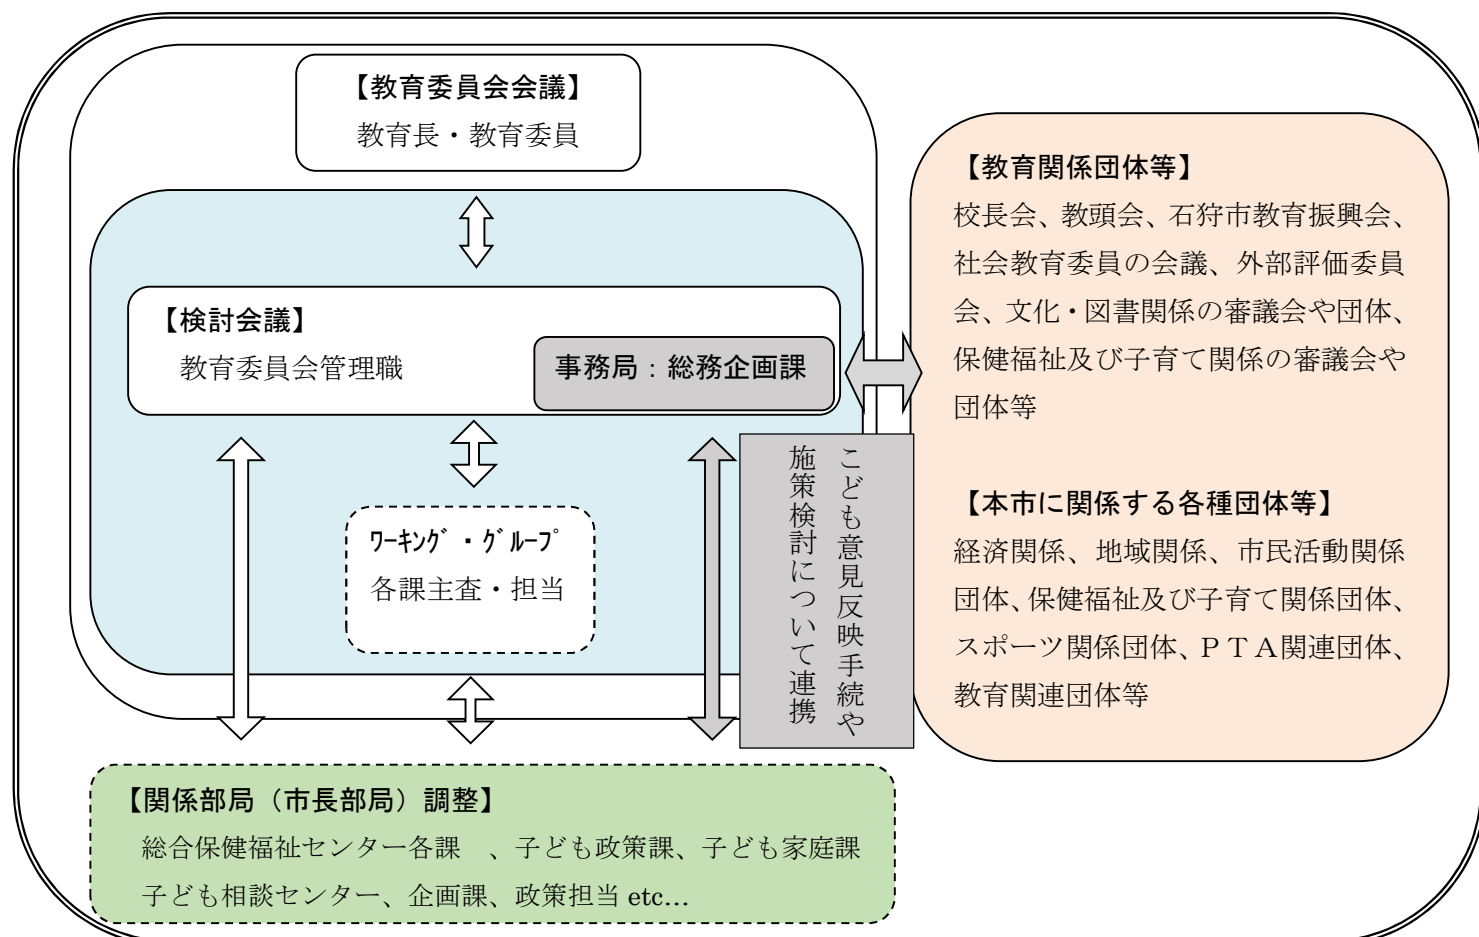 【教育委員会会議】
教育長・教育委員
【検討会議】
教育委員会管理職
事務局：総務企画課
ﾜｰｷﾝｸﾞ・ｸﾞﾙｰﾌﾟ
各課主査・担当
こども意見反映手続や
施策検討について連携
【教育関係団体等】
校長会、教頭会、石狩市教育振興会、
社会教育委員の会議、外部評価委員
会、文化・図書関係の審議会や団体、
保健福祉及び子育て関係の審議会や
団体等
【本市に関係する各種団体等】
経済関係、地域関係、市民活動関係
団体、保健福祉及び子育て関係団体、
スポーツ関係団体、ＰＴＡ関連団体、
教育関連団体等
【関係部局（市長部局）調整】
総合保健福祉センター各課　、子ども政策課、子ども家庭課
子ども相談センター、企画課、政策担当 etc...